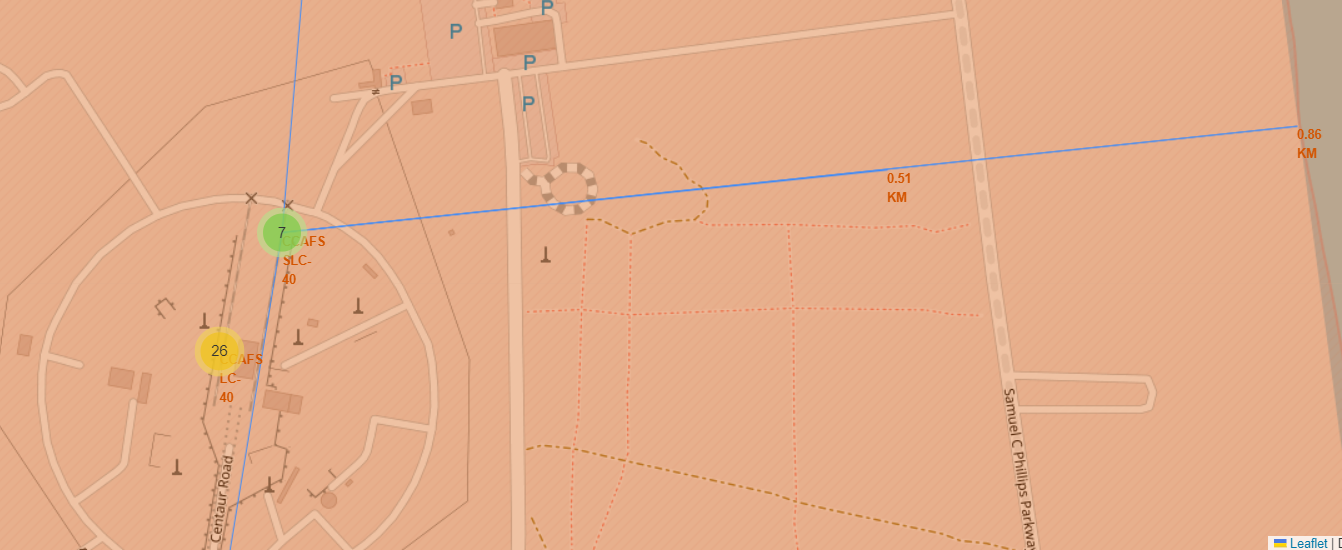 P
P
P
P
P
0.86
KM
0.51
KM
7
CCAFS
SLC-
40
26
CCAFS
LC-
40
Centaur Road
Samuel C Phillips Parkway
Leaflet |